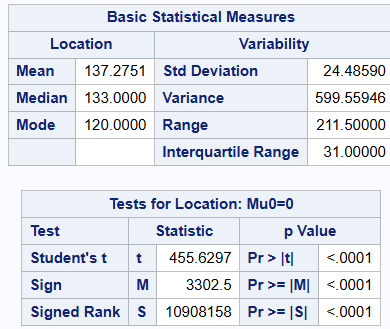 Basic Statistical Measures
Location Variability
Mean 137.2751 Std Deviation 24.48590
Median 133.0000 Variance 599.55946
Mode 120.0000 Range 211.50000
Interquartile Range 31.00000
Tests for Location: Mu0=0
Test Statistic p Value
Student's t t 455.6297 Pr > |t| <.0001
Sign M 3302.5 Pr >= |M| <.0001
Signed Rank S 10908158 Pr >= |S| <.0001